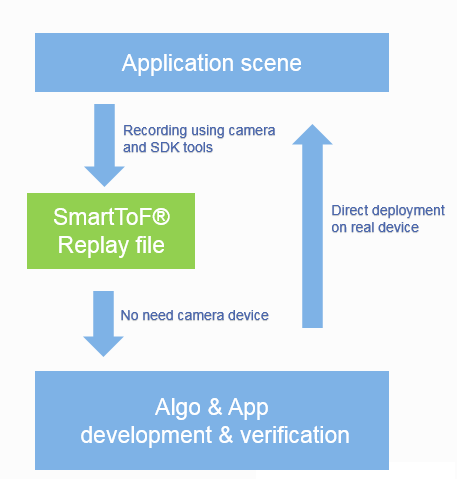 Application scene
Recording using camera
and SDK tools
SmartToF®
Replay file
Direct deployment
on real device
No need camera device
Algo & App
development & verification